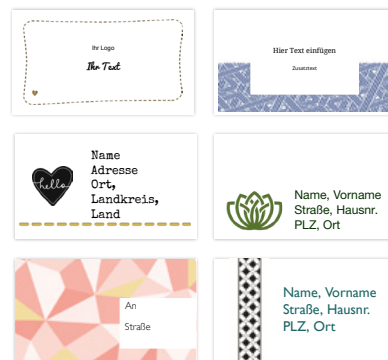 Ihr Logo
Ihr Text
Hier Text einfügen
Zusatztext
hello
Name
Adresse
Ort,
Landkreis,
Land
Name, Vorname
Straße, Hausnr.
PLZ, Ort
An
Straße
Name, Vorname
Straße, Hausnr.
PLZ, Ort